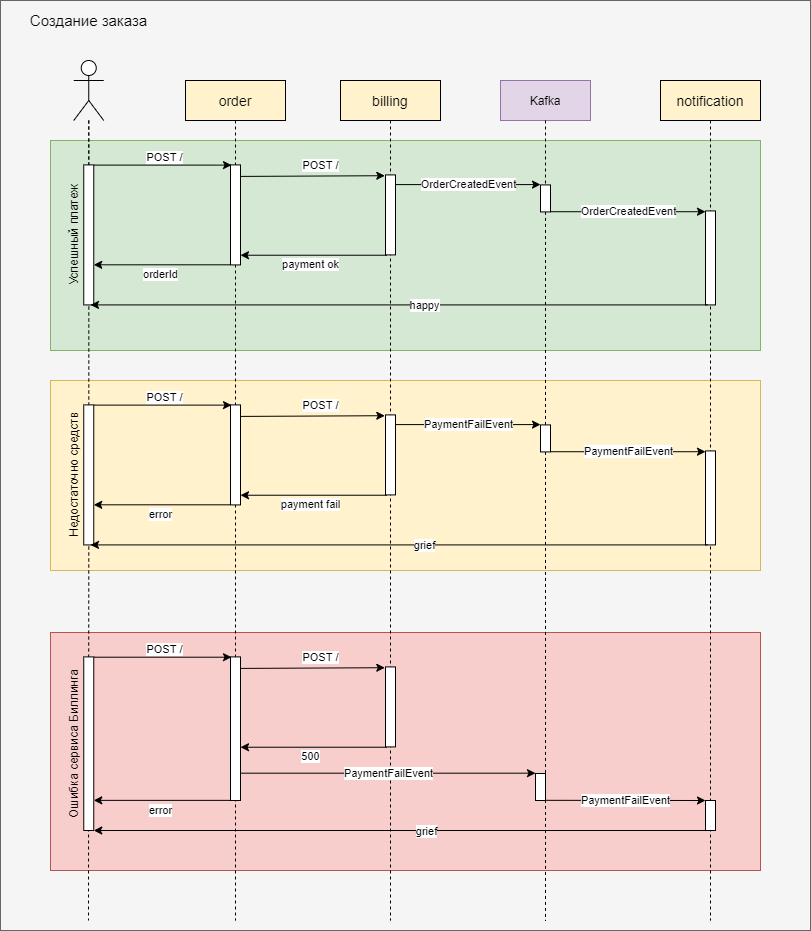 Создание заказа
order
billing
Kafka
notification
Успешный платеж
POST /
POST /
OrderCreatedEvent
OrderCreatedEvent
payment ok
orderId
happy
Недостаточно средств
POST /
POST /
PaymentFailEvent
PaymentFailEvent
payment fail
error
grief
Ошибка сервиса Биллинга
POST /
POST /
500
PaymentFailEvent
PaymentFailEvent
error
grief